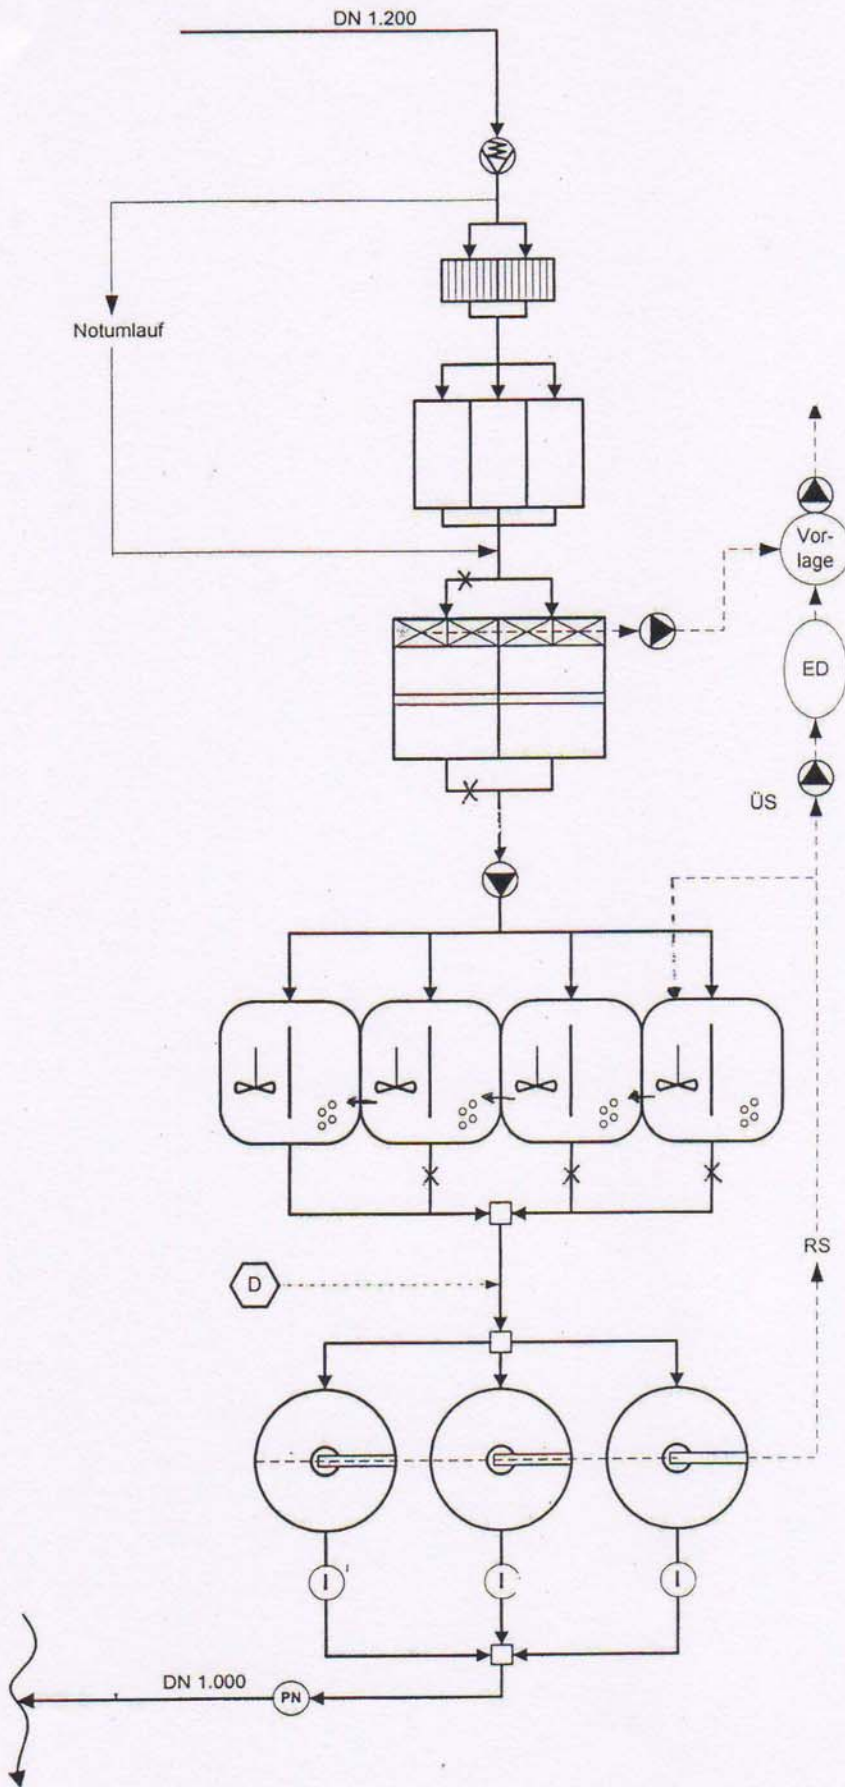 DN 1.200
Notumlauf
Vor-
lage
ED
ÜS
RS
D
I
I
I
DN 1.000
PN